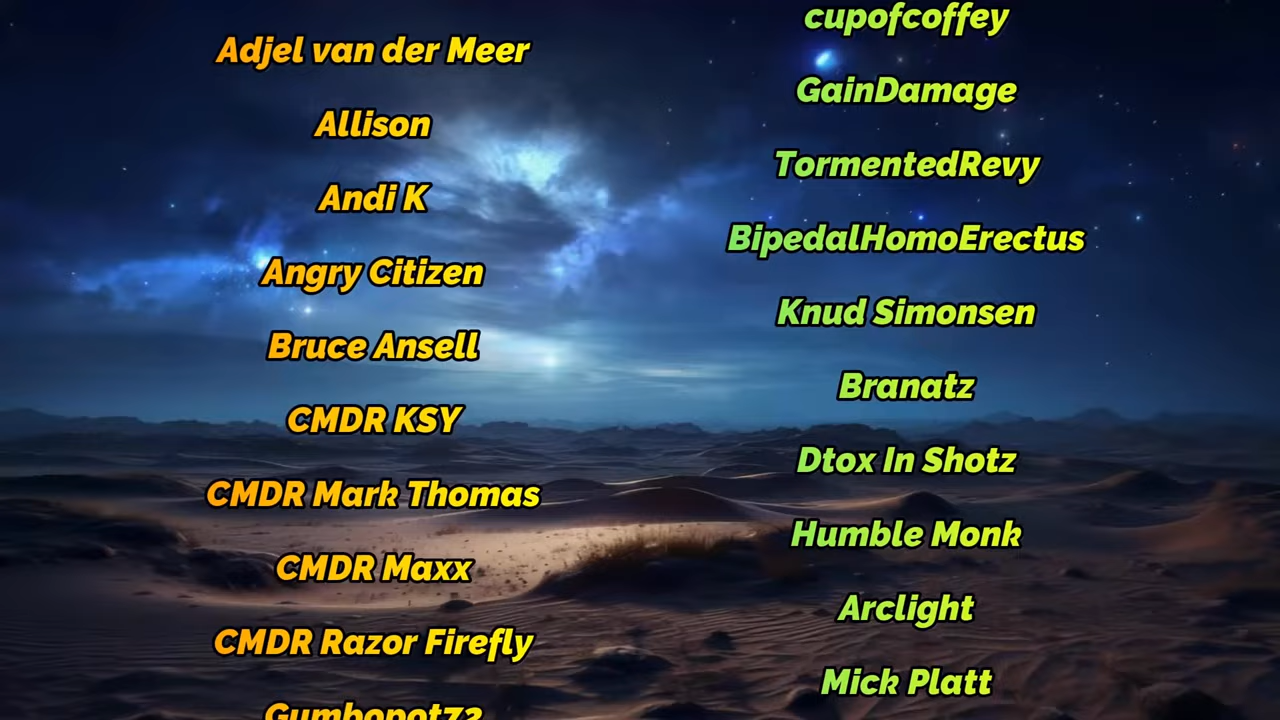 Adjel van der Meer
Allison
Andi K
Angry Citizen
Bruce Ansell
CMDR KSY
CMDR Mark Thomas
CMDR Maxx
CMDR Razor Firefly
Gumbopot72
cupofcoffey
GainDamage
TormentedRevy
BipedalHomoErectus
Knud Simonsen
Branatz
Dtox In Shotz
Humble Monk
Arclight
Mick Platt